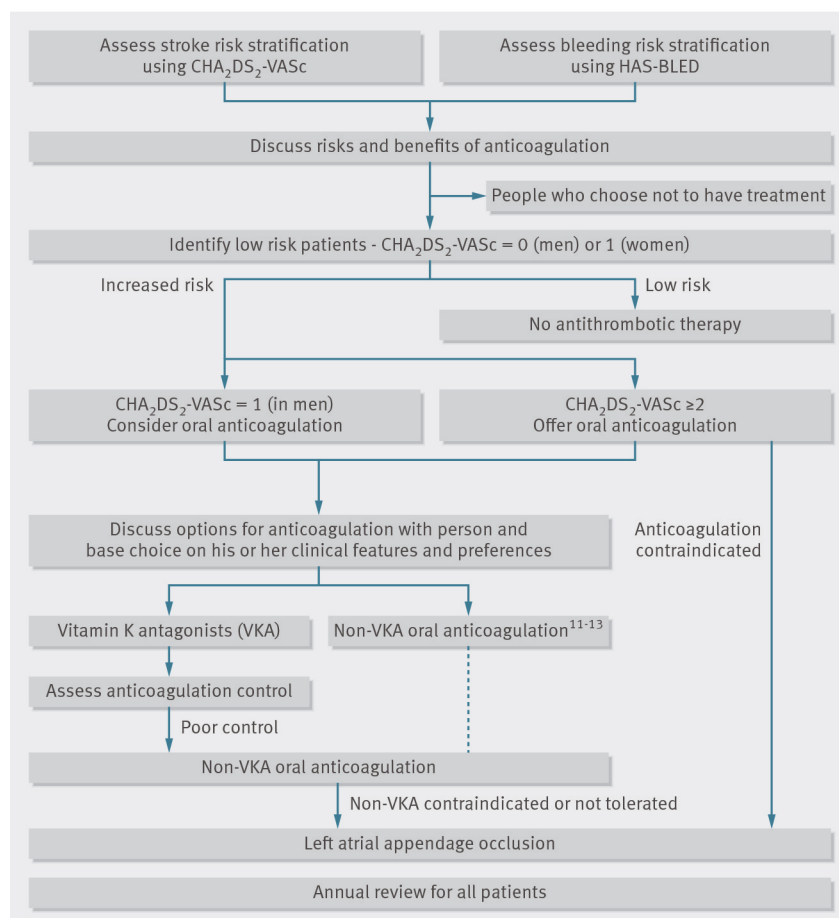 Assess stroke risk stratification
using CHA₂DS₂-VASc
Assess bleeding risk stratification
using HAS-BLED
Discuss risks and benefits of anticoagulation
People who choose not to have treatment
Identify low risk patients - CHA₂DS₂-VASc = 0 (men) or 1 (women)
Increased risk
Low risk
No antithrombotic therapy
CHA₂DS₂-VASc = 1 (in men)
Consider oral anticoagulation
CHA₂DS₂-VASc ≥2
Offer oral anticoagulation
Discuss options for anticoagulation with person and
base choice on his or her clinical features and preferences
Anticoagulation
contraindicated
Vitamin K antagonists (VKA)
Non-VKA oral anticoagulation¹¹⁻¹³
Assess anticoagulation control
Poor control
Non-VKA oral anticoagulation
Non-VKA contraindicated or not tolerated
Left atrial appendage occlusion
Annual review for all patients